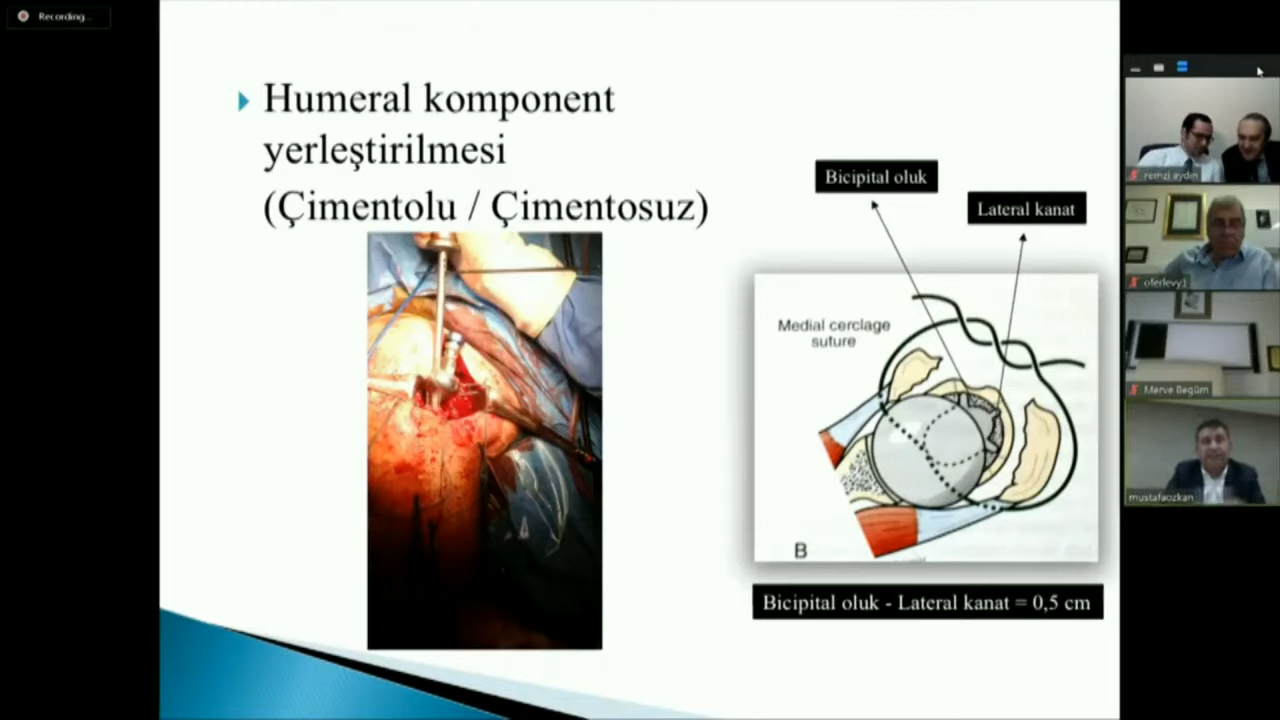 Recording...
Humeral komponent
yerleştirilmesi
(Çimentolu / Çimentosuz)
Bicipital oluk
Lateral kanat
Medial cerclage
suture
B
Bicipital oluk - Lateral kanat = 0,5 cm
remzi aydın
oferlevy1
Merve Begüm
mustafaozkan